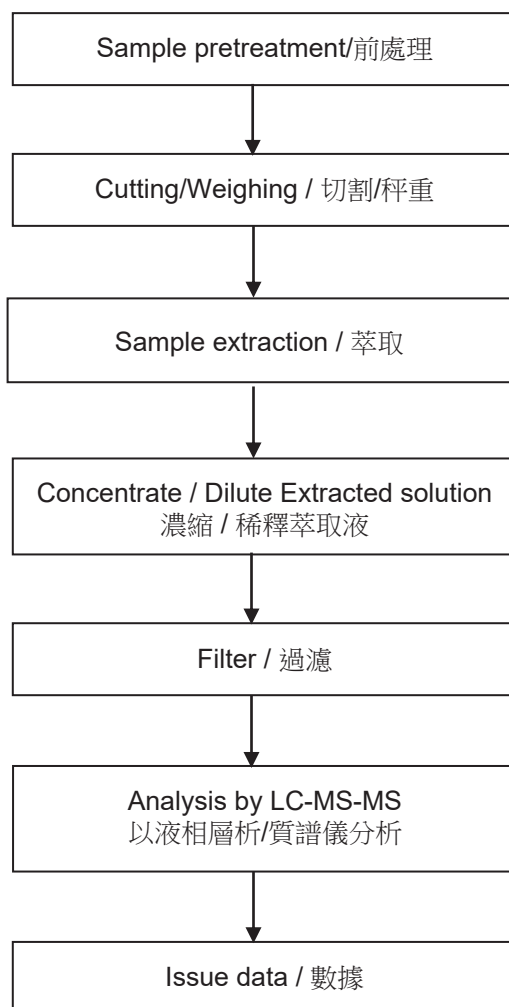 Sample pretreatment/前處理
Cutting/Weighing / 切割/秤重
Sample extraction / 萃取
Concentrate / Dilute Extracted solution
濃縮 / 稀釋萃取液
Filter / 過濾
Analysis by LC-MS-MS
以液相層析/質譜儀分析
Issue data / 數據